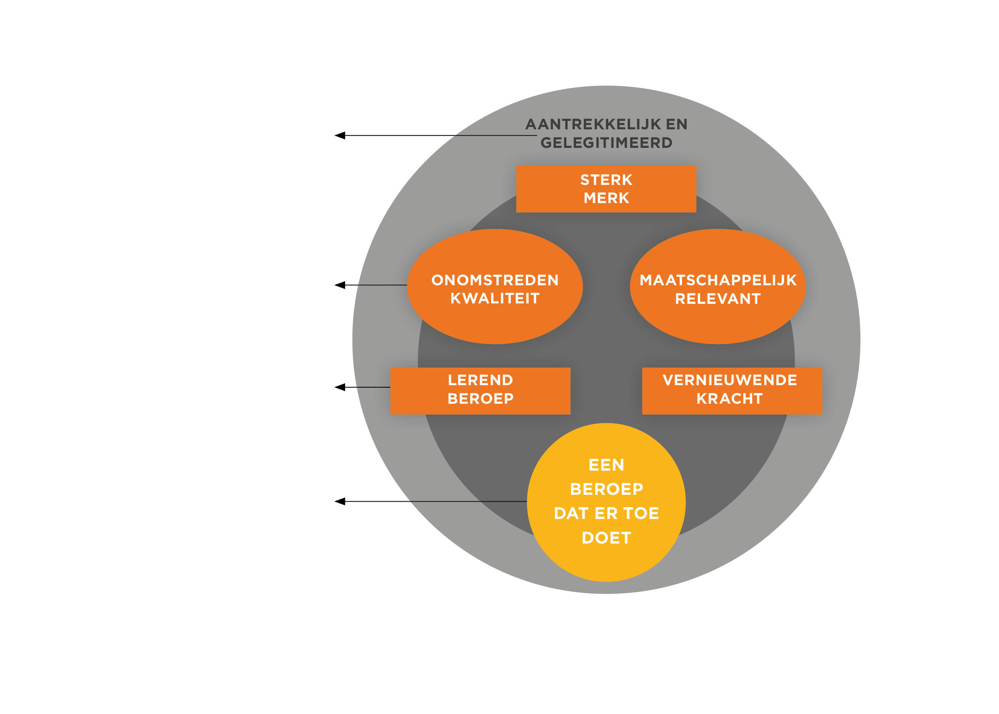 AANTREKKELIJK EN
GELEGITIMEERD
STERK
MERK
ONOMSTREDEN
KWALITEIT
MAATSCHAPPELIJK
RELEVANT
LEREND
BEROEP
VERNIEUWENDE
KRACHT
EEN
BEROEP
DAT ER TOE
DOET